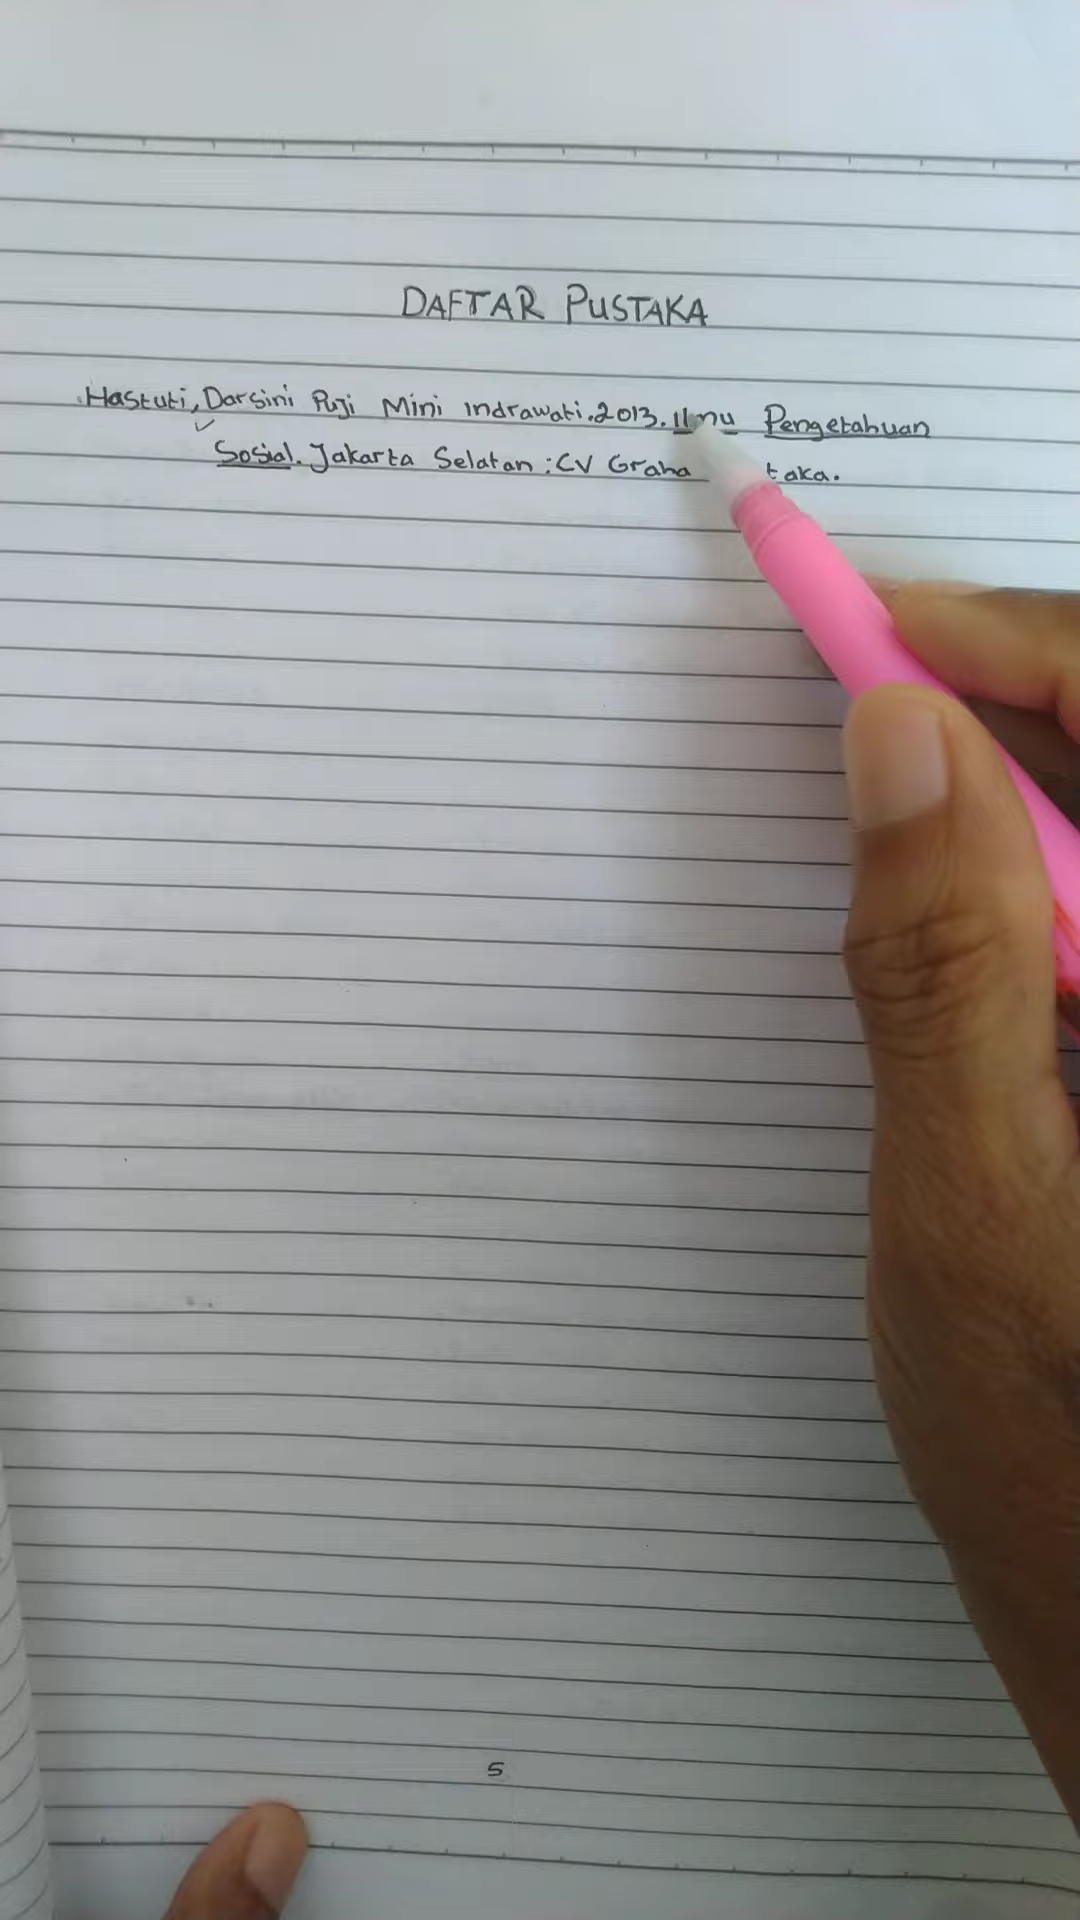 DAFTAR PUSTAKA
Hastuti, Darsini Puji Mini Indrawati. 2013. Ilmu Pengetahuan
Sosial. Jakarta Selatan : CV Graha taka.
5